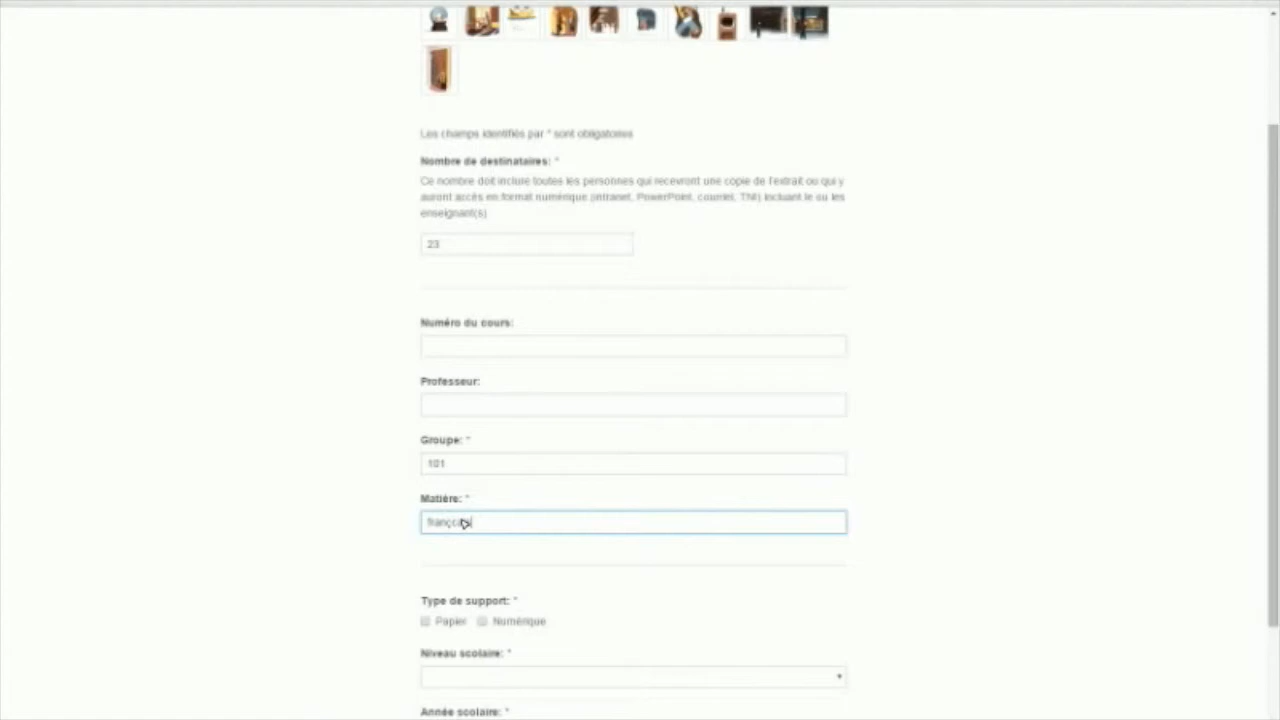 Les champs identifiés par * sont obligatoires
Nombre de destinataires: *
Ce nombre doit inclure toutes les personnes qui recevront une copie de l'extrait ou qui y
auront accès en format numérique (intranet, PowerPoint, courriel, TNI) incluant le ou les
enseignant(s)
23
Numéro du cours:
Professeur:
Groupe: *
101
Matière: *
Type de support: *
Papier Numérique
Niveau scolaire: *
Année scolaire: *